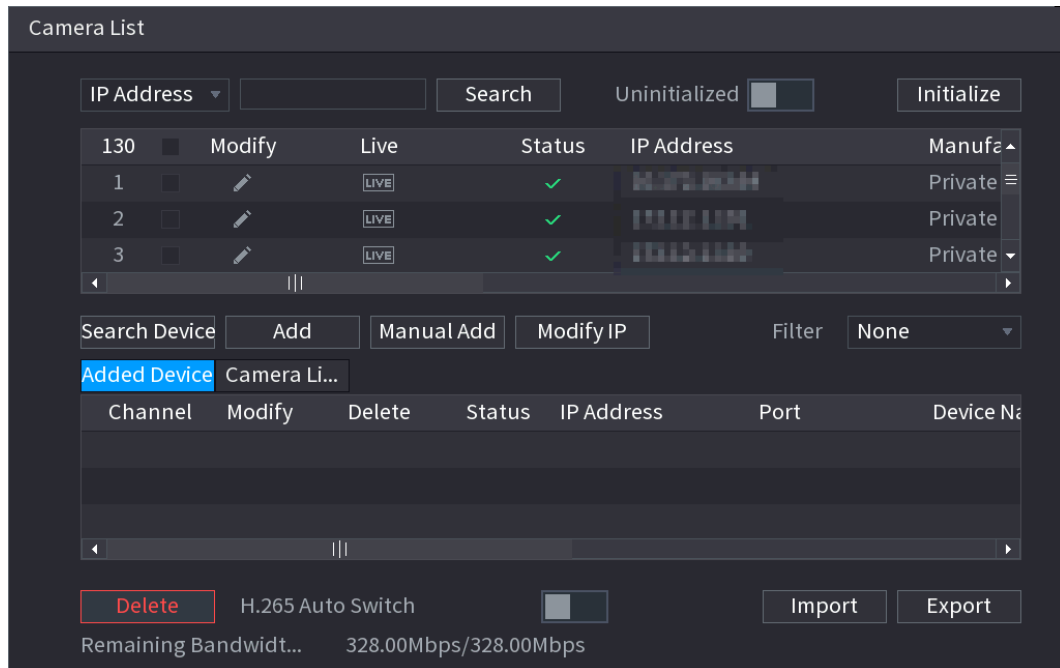 Camera List
IP Address Search Uninitialized Initialize
130 Modify Live Status IP Address Manufa
1 LIVE Private
2 LIVE Private
3 LIVE Private
Search Device Add Manual Add Modify IP Filter None
Added Device Camera Li...
Channel Modify Delete Status IP Address Port Device Na
Delete H.265 Auto Switch Import Export
Remaining Bandwidt... 328.00Mbps/328.00Mbps